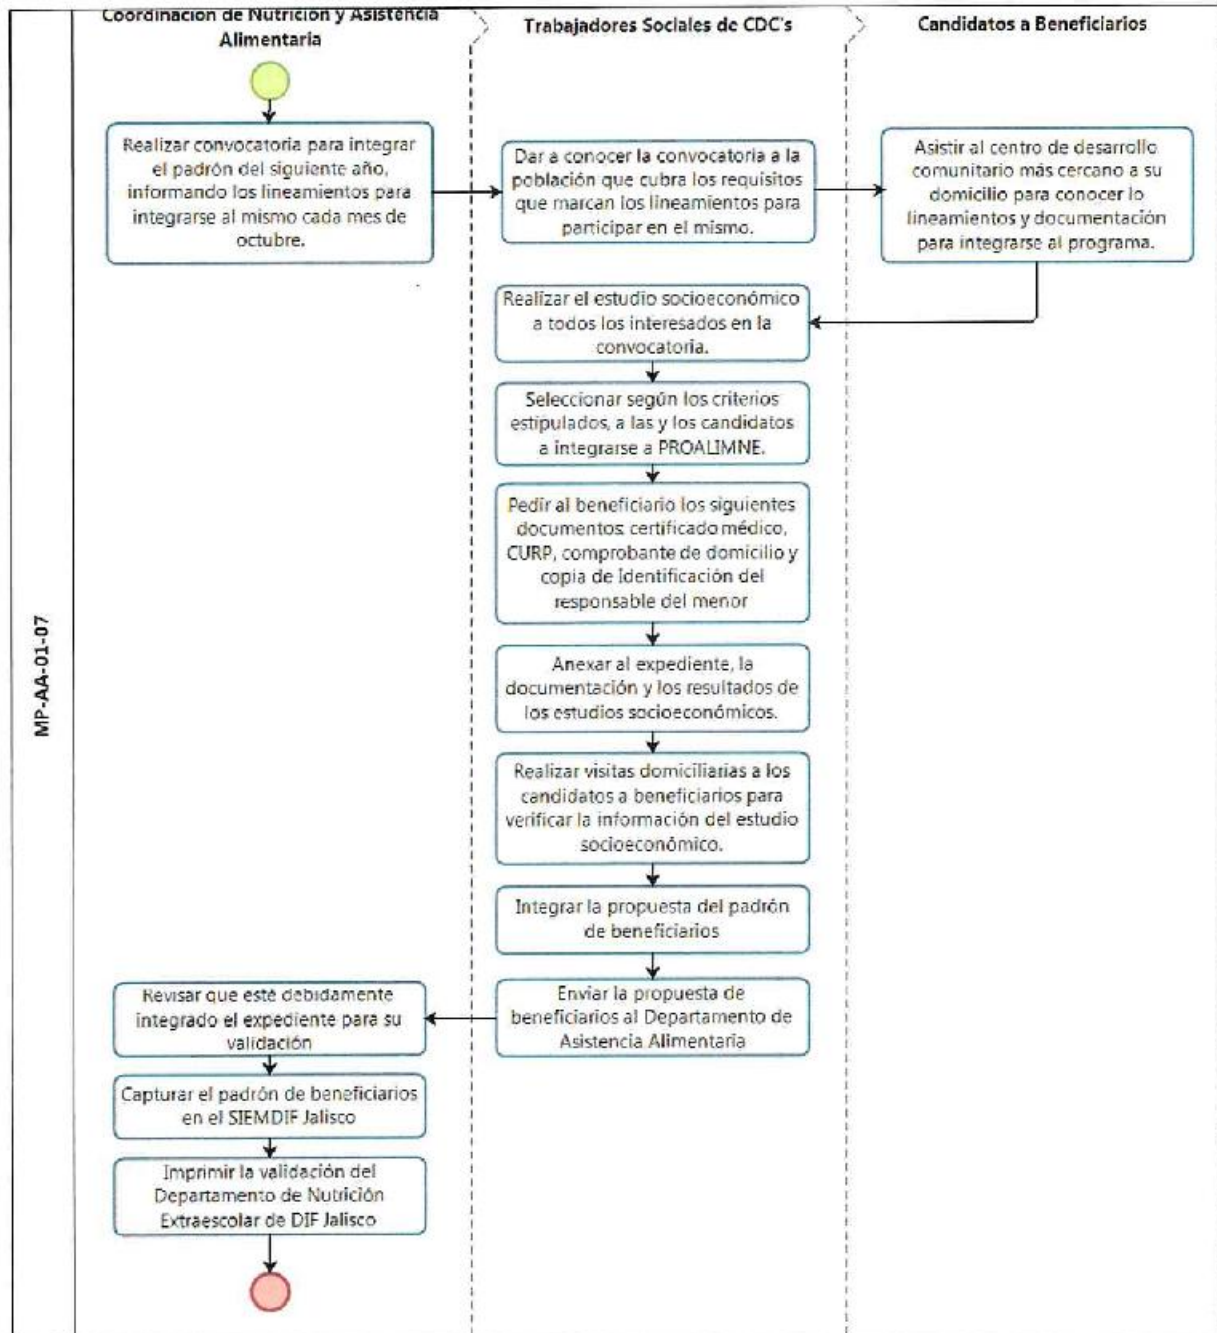 Coordinación de Nutrición y Asistencia
Alimentaria
Trabajadores Sociales de CDC's
Candidatos a Beneficiarios
MP-AA-01-07
Realizar convocatoria para integrar
el padrón del siguiente año,
informando los lineamientos para
integrarse al mismo cada mes de
octubre.
Dar a conocer la convocatoria a la
población que cubra los requisitos
que marcan los lineamientos para
participar en el mismo.
Asistir al centro de desarrollo
comunitario más cercano a su
domicilio para conocer lo
lineamientos y documentación
para integrarse al programa.
Realizar el estudio socioeconómico
a todos los interesados en la
convocatoria.
Seleccionar según los criterios
estipulados, a las y los candidatos
a integrarse a PROALIMNE.
Pedir al beneficiario los siguientes
documentos: certificado médico,
CURP, comprobante de domicilio y
copia de Identificación del
responsable del menor
Anexar al expediente, la
documentación y los resultados de
los estudios socioeconómicos.
Realizar visitas domiciliarias a los
candidatos a beneficiarios para
verificar la información del estudio
socioeconómico.
Integrar la propuesta del padrón
de beneficiarios
Enviar la propuesta de
beneficiarios al Departamento de
Asistencia Alimentaria
Revisar que esté debidamente
integrado el expediente para su
validación
Capturar el padrón de beneficiarios
en el SIEMDIF Jalisco
Imprimir la validación del
Departamento de Nutrición
Extraescolar de DIF Jalisco